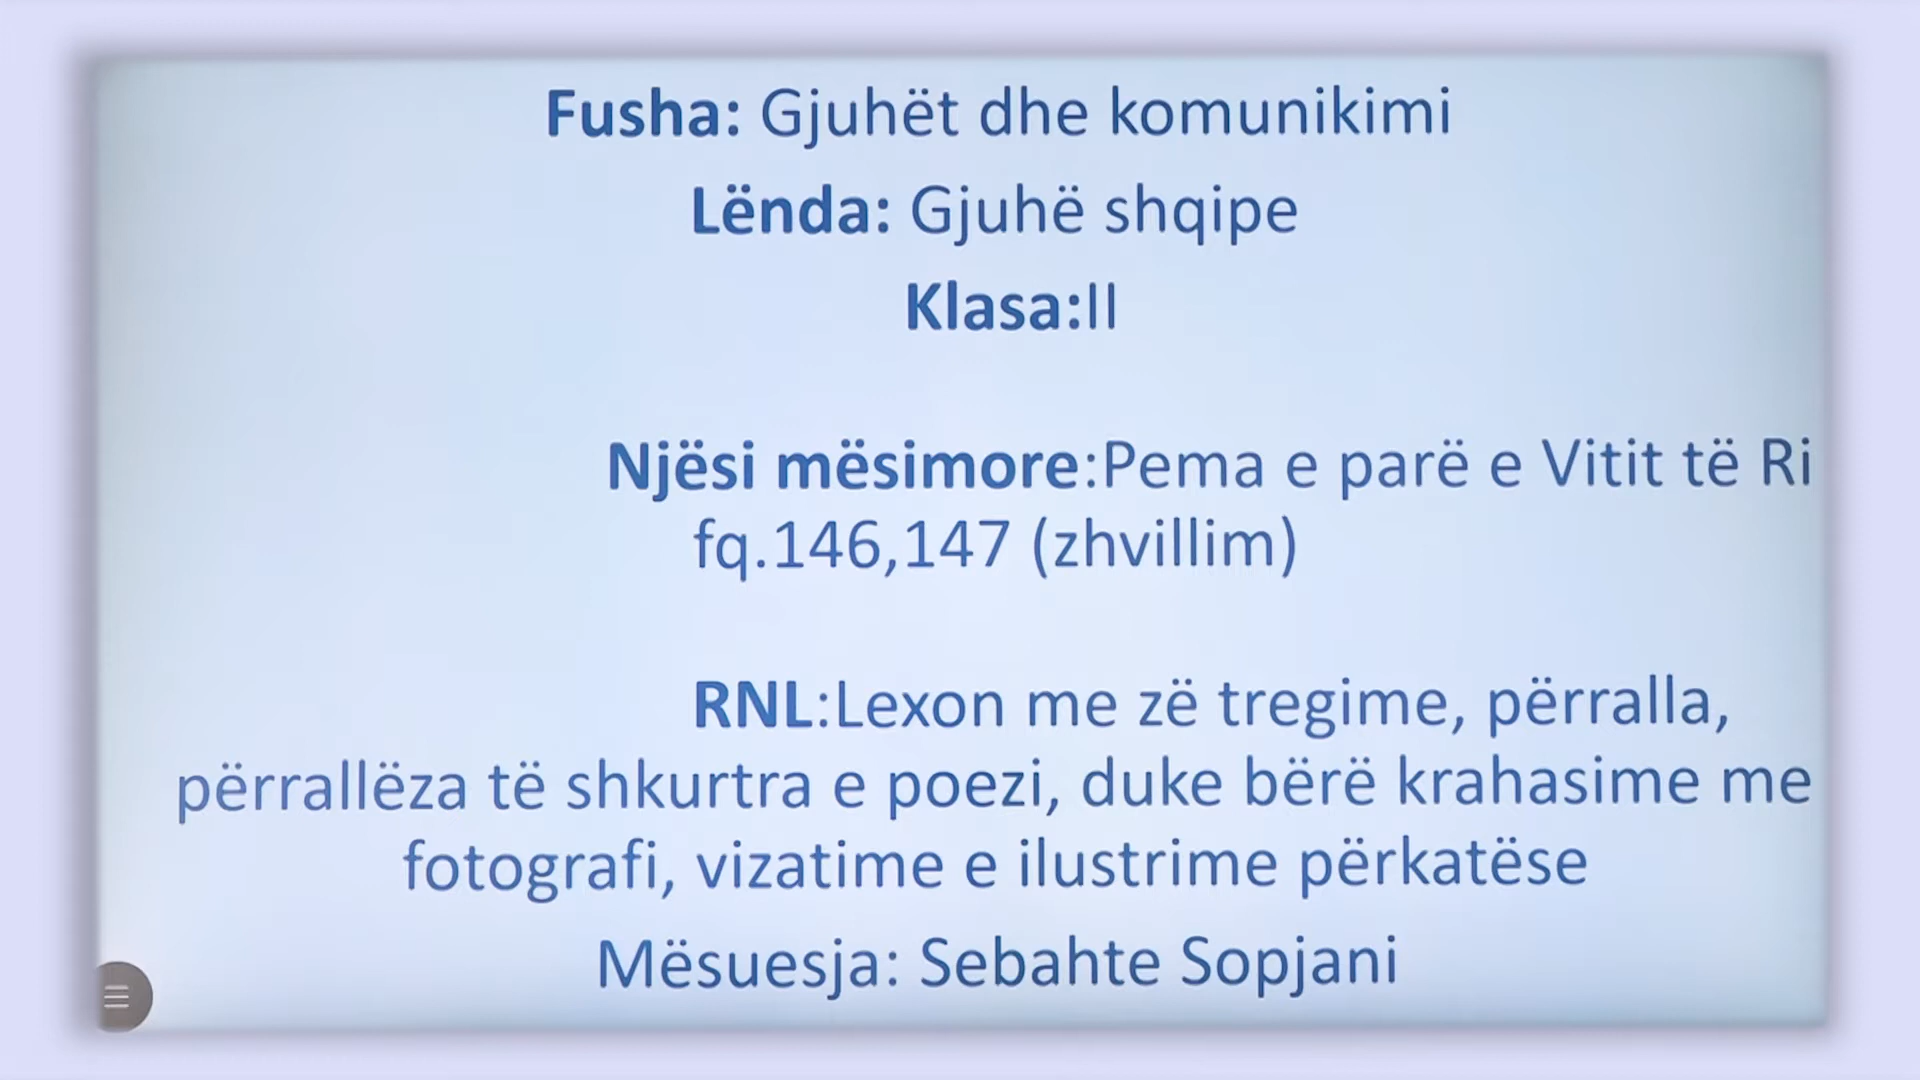 Fusha: Gjuhët dhe komunikimi
Lënda: Gjuhë shqipe
Klasa:II
Njësi mësimore:Pema e parë e Vitit të Ri
fq.146,147 (zhvillim)
RNL:Lexon me zë tregime, përralla,
përrallëza të shkurtra e poezi, duke bërë krahasime me
fotografi, vizatime e ilustrime përkatëse
Mësuesja: Sebahte Sopjani